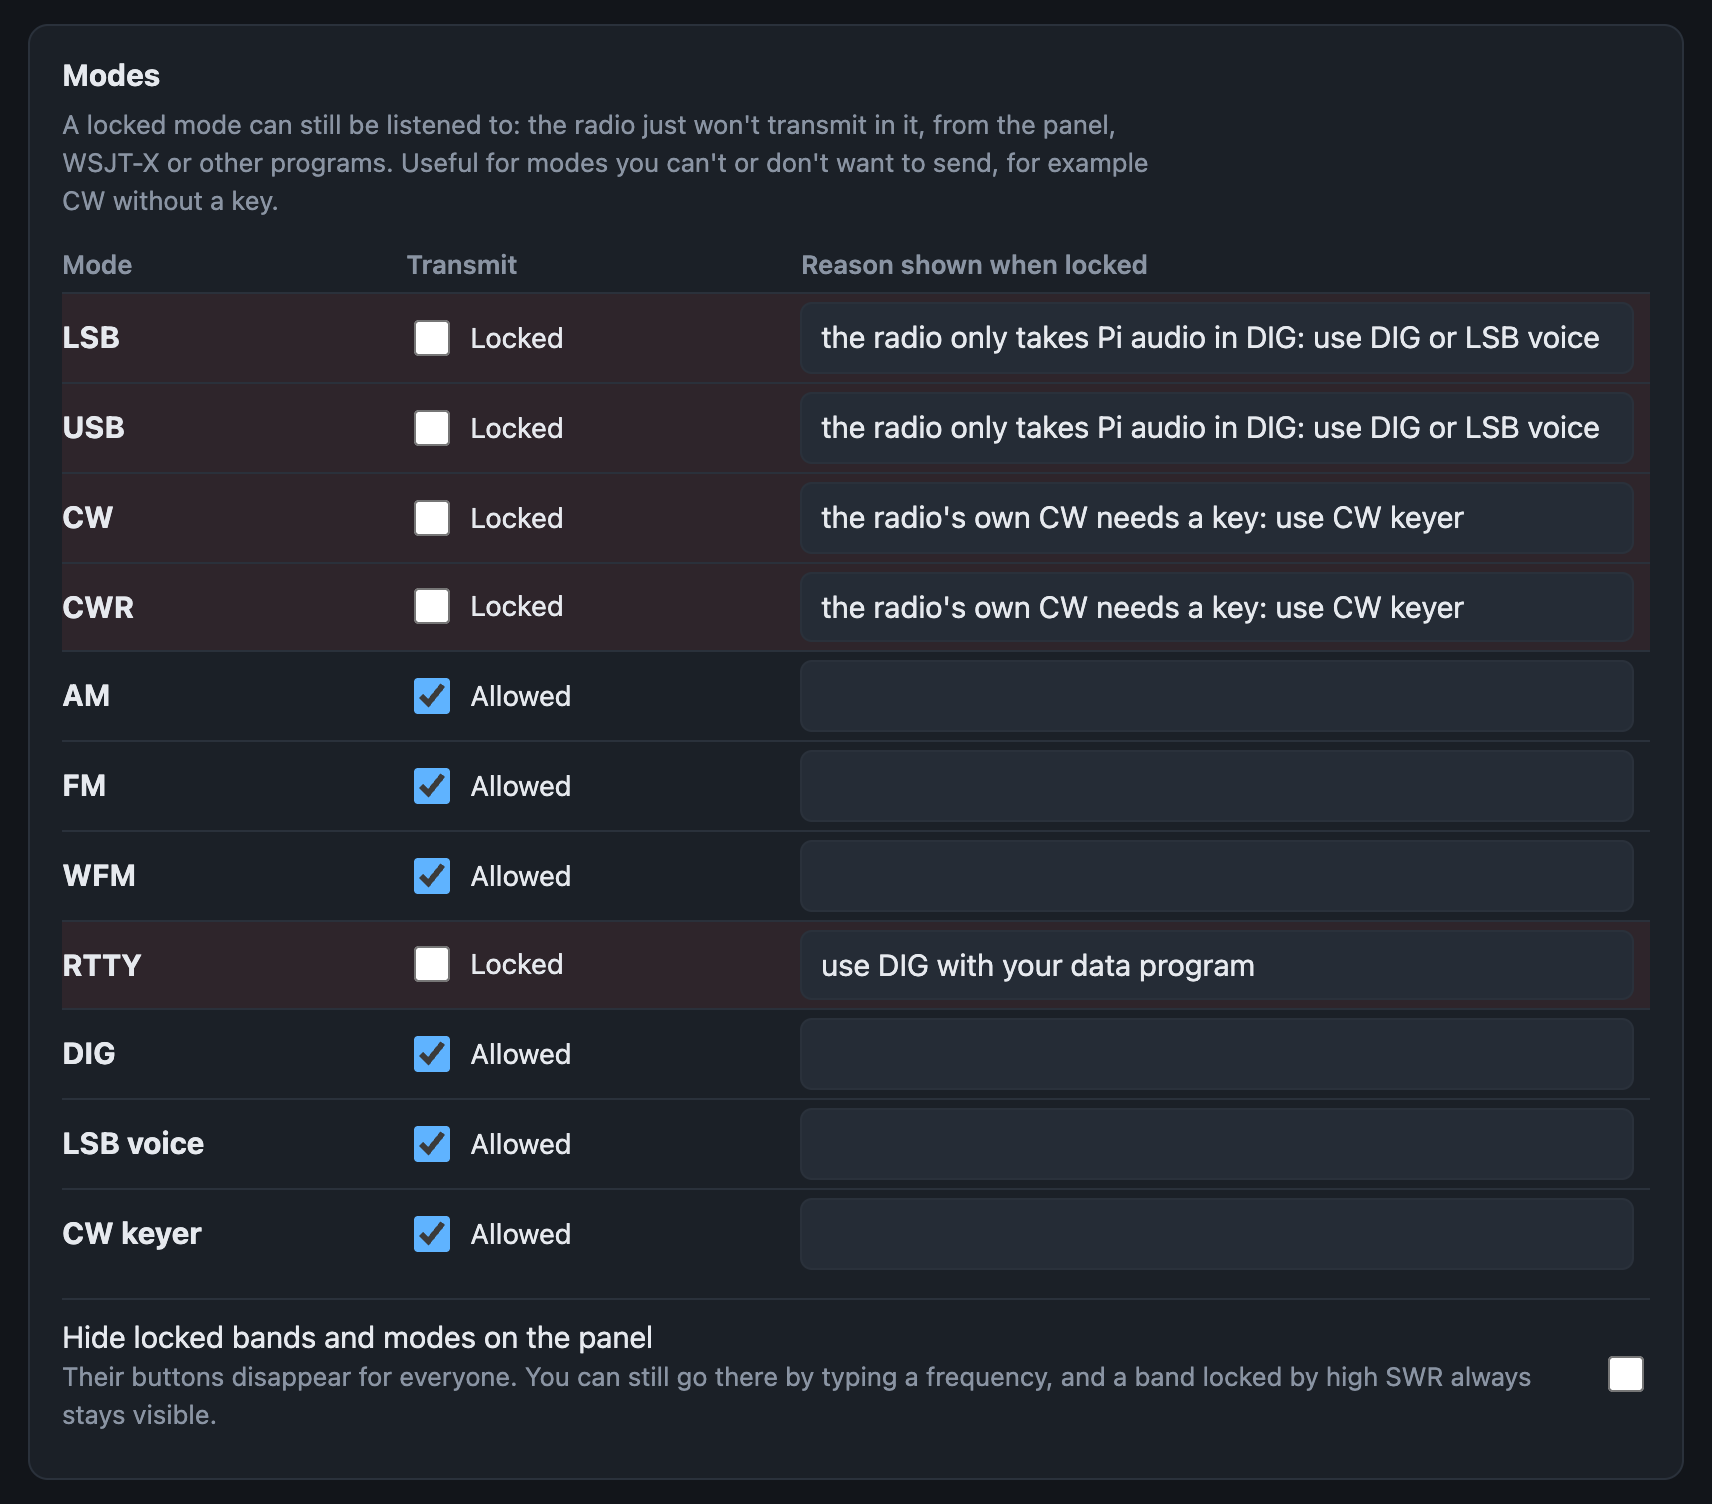 Modes
A locked mode can still be listened to: the radio just won't transmit in it, from the panel,
WSJT-X or other programs. Useful for modes you can't or don't want to send, for example
CW without a key.
Mode Transmit Reason shown when locked
LSB Locked the radio only takes Pi audio in DIG: use DIG or LSB voice
USB Locked the radio only takes Pi audio in DIG: use DIG or LSB voice
CW Locked the radio's own CW needs a key: use CW keyer
CWR Locked the radio's own CW needs a key: use CW keyer
AM Allowed
FM Allowed
WFM Allowed
RTTY Locked use DIG with your data program
DIG Allowed
LSB voice Allowed
CW keyer Allowed
Hide locked bands and modes on the panel
Their buttons disappear for everyone. You can still go there by typing a frequency, and a band locked by high SWR always
stays visible.